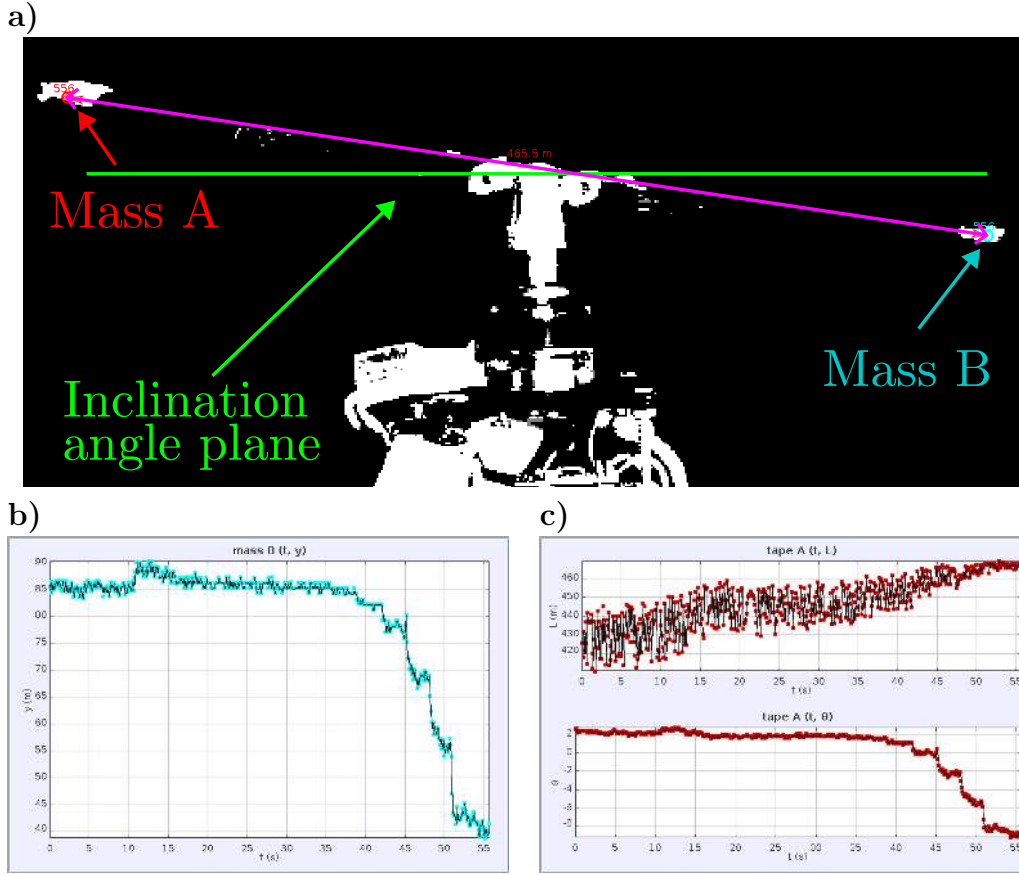 a)
556
465.5 m
Mass A
556
Mass B
Inclination
angle plane
b)
mass B (t, y)
90
85
80
75
70
65
60
55
50
45
40
y (m)
0 5 10 15 20 25 30 35 40 45 50 55
t (s)
c)
tape A (t, L)
460
450
440
430
420
L (m)
0 5 10 15 20 25 30 35 40 45 50 55
t (s)
tape A (t, θ)
2
0
-2
-4
-6
-8
θ
0 5 10 15 20 25 30 35 40 45 50 55
t (s)